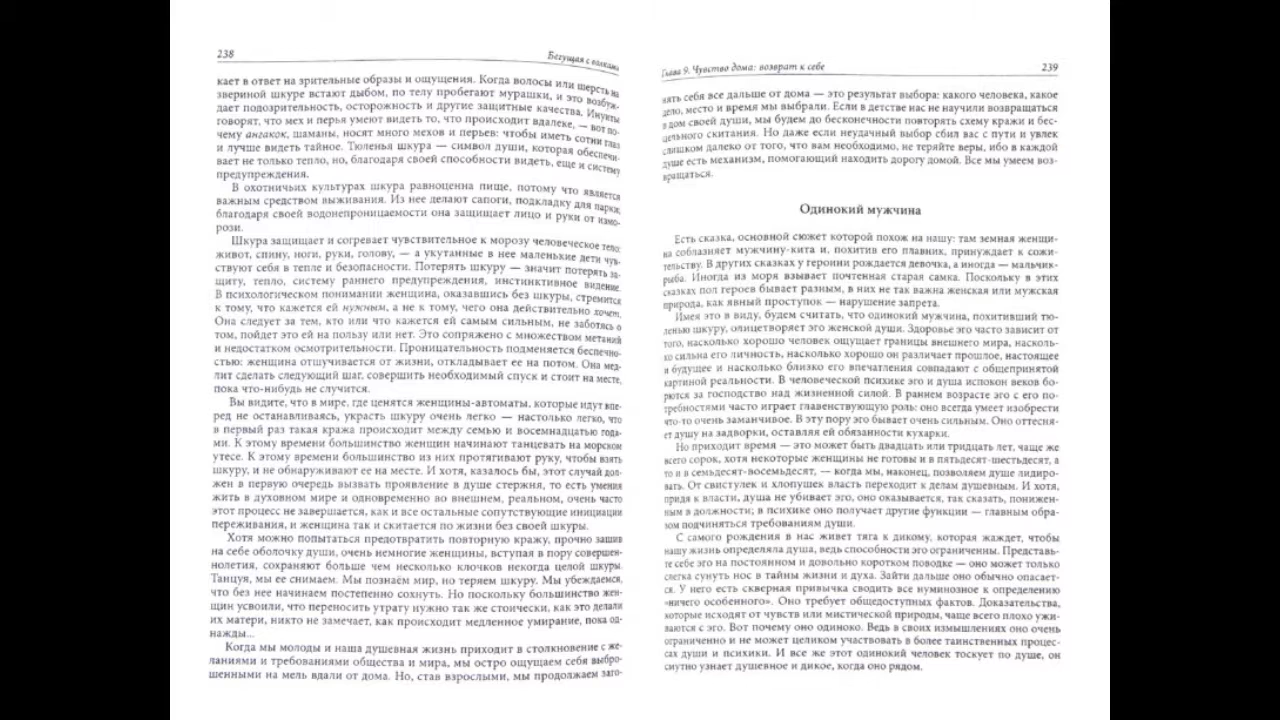 238
Бегущая с волками
кает в ответ на зрительные образы и ощущения. Когда волосы или шерсть на
звериной шкуре встают дыбом, по телу пробегают мурашки, и это возбуж-
дает подозрительность, осторожность и другие защитные качества. Инуиты
говорят, что мех и перья умеют видеть то, что происходит вдалеке, — вот по-
чему ангакок, шаманы, носят много мехов и перьев: чтобы иметь сотни глаз
и лучше видеть тайное. Тюленья шкура — символ души, которая обеспечи-
вает не только тепло, но, благодаря своей способности видеть, еще и систему
предупреждения.
В охотничьих культурах шкура равноценна пище, потому что является
важным средством выживания. Из нее делают сапоги, подкладку для парки;
благодаря своей водонепроницаемости она защищает лицо и руки от измо-
рози.
Шкура защищает и согревает чувствительное к морозу человеческое тело:
живот, спину, ноги, руки, голову, — а укутанные в нее маленькие дети чув-
ствуют себя в тепле и безопасности. Потерять шкуру — значит потерять за-
щиту, тепло, систему раннего предупреждения, инстинктивное видение.
В психологическом понимании женщина, оказавшись без шкуры, стремится
к тому, что кажется ей нужным, а не к тому, чего она действительно хочет.
Она следует за тем, кто или что кажется ей самым сильным, не заботясь о
том, пойдет это ей на пользу или нет. Это сопряжено с множеством метаний
и недостатком осмотрительности. Проницательность подменяется беспечно-
стью: женщина отшучивается от жизни, откладывает ее на потом. Она мед-
лит сделать следующий шаг, совершить необходимый спуск и стоит на месте,
пока что-нибудь не случится.
Вы видите, что в мире, где ценятся женщины-автоматы, которые идут впе-
ред не останавливаясь, украсть шкуру очень легко — настолько легко, что
в первый раз такая кража происходит между семью и восемнадцатью года-
ми. К этому времени большинство женщин начинают танцевать на морском
утесе. К этому времени большинство из них протягивают руку, чтобы взять
шкуру, и не обнаруживают ее на месте. И хотя, казалось бы, этот случай дол-
жен в первую очередь вызвать проявление в душе стержня, то есть умения
жить в духовном мире и одновременно во внешнем, реальном, очень часто
этот процесс не завершается, как и все остальные сопутствующие инициации
переживания, и женщина так и скитается по жизни без своей шкуры.
Хотя можно попытаться предотвратить повторную кражу, прочно зашив
на себе оболочку души, очень немногие женщины, вступая в пору совершен-
нолетия, сохраняют больше чем несколько клочков некогда целой шкуры.
Танцуя, мы ее снимаем. Мы познаём мир, но теряем шкуру. Мы убеждаемся,
что без нее начинаем постепенно сохнуть. Но поскольку большинство жен-
щин усвоили, что переносить утрату нужно так же стоически, как это делали
их матери, никто не замечает, как происходит медленное умирание, пока од-
нажды...
Когда мы молоды и наша душевная жизнь приходит в столкновение с же-
ланиями и требованиями общества и мира, мы остро ощущаем себя выбро-
шенными на мель вдали от дома. Но, став взрослыми, мы продолжаем заго-
Глава 9. Чувство дома: возврат к себе
239
нять себя все дальше от дома — это результат выбора: какого человека, какое
дело, место и время мы выбрали. Если в детстве нас не научили возвращаться
в дом своей души, мы будем до бесконечности повторять схему кражи и бес-
цельного скитания. Но даже если неудачный выбор сбил вас с пути и увлек
слишком далеко от того, что вам необходимо, не теряйте веры, ибо в каждой
душе есть механизм, помогающий находить дорогу домой. Все мы умеем воз-
вращаться.
Одинокий мужчина
Есть сказка, основной сюжет которой похож на нашу: там земная женщи-
на соблазняет мужчину-кита и, похитив его плавник, принуждает к сожи-
тельству. В других сказках у героини рождается девочка, а иногда — мальчик-
рыба. Иногда из моря взывает почтенная старая самка. Поскольку в этих
сказках пол героев бывает разным, в них не так важна женская или мужская
природа, как явный проступок — нарушение запрета.
Имея это в виду, будем считать, что одинокий мужчина, похитивший тю-
ленью шкуру, олицетворяет эго женской души. Здоровье эго часто зависит от
того, насколько хорошо человек ощущает границы внешнего мира, насколь-
ко сильна его личность, насколько хорошо он различает прошлое, настоящее
и будущее и насколько близко его впечатления совпадают с общепринятой
картиной реальности. В человеческой психике эго и душа испокон веков бо-
рются за господство над жизненной силой. В раннем возрасте эго с его по-
требностями часто играет главенствующую роль: оно всегда умеет изобрести
что-то очень заманчивое. В эту пору эго бывает очень сильным. Оно оттесня-
ет душу на задворки, оставляя ей обязанности кухарки.
Но приходит время — это может быть двадцать или тридцать лет, чаще же
всего сорок, хотя некоторые женщины не готовы и в пятьдесят-шестьдесят, а
то и в семьдесят-восемьдесят, — когда мы, наконец, позволяем душе лидиро-
вать. От свистулек и хлопушек власть переходит к делам душевным. И хотя,
придя к власти, душа не убивает эго, оно оказывается, так сказать, понижен-
ным в должности; в психике оно получает другие функции — главным обра-
зом подчиняться требованиям души.
С самого рождения в нас живет тяга к дикому, которая жаждет, чтобы
нашу жизнь определяла душа, ведь способности эго ограниченны. Представь-
те себе эго на постоянном и довольно коротком поводке — оно может только
слегка сунуть нос в тайны жизни и духа. Зайти дальше оно обычно опасает-
ся. У него есть скверная привычка сводить все нуминозное к определению
«ничего особенного». Оно требует общедоступных фактов. Доказательства,
которые исходят от чувств или мистической природы, чаще всего плохо ужи-
ваются с эго. Вот почему оно одиноко. Ведь в своих измышлениях оно очень
ограниченно и не может целиком участвовать в более таинственных процес-
сах души и психики. И все же этот одинокий человек тоскует по душе, он
смутно узнает душевное и дикое, когда оно рядом.